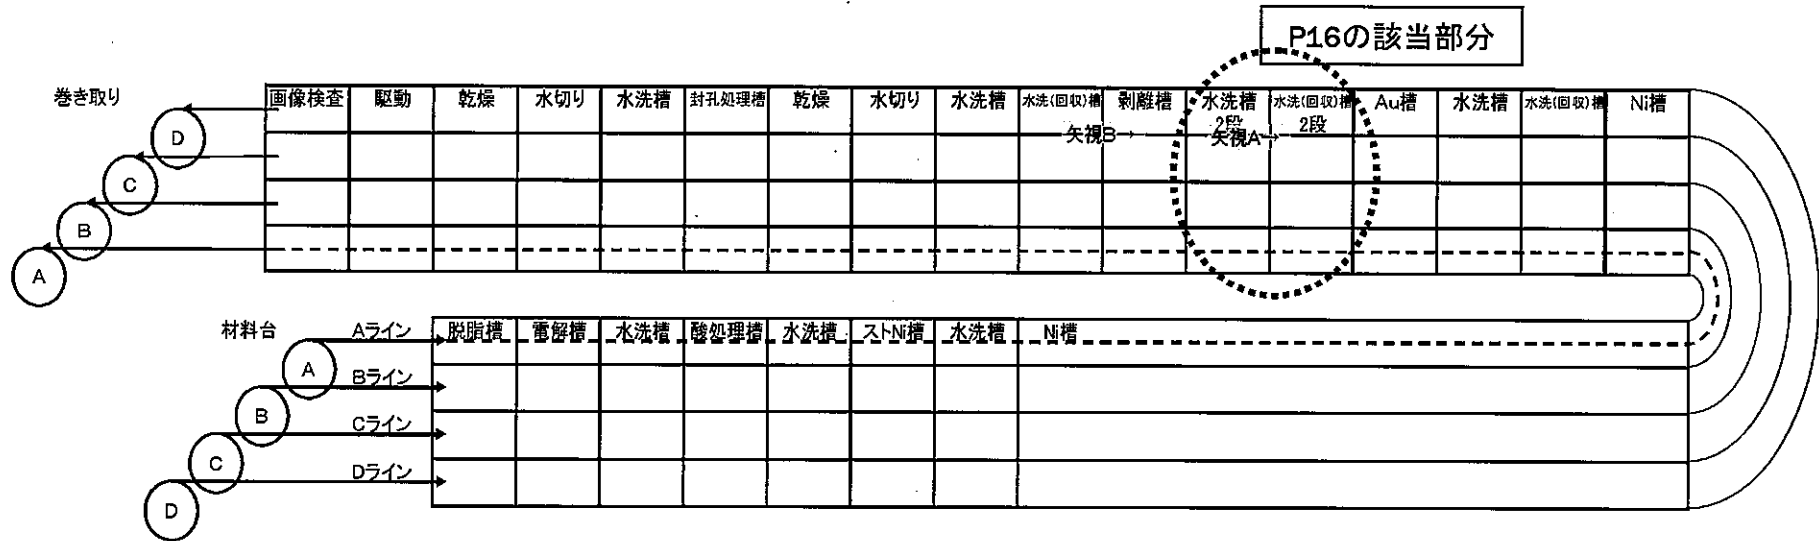 P16の該当部分
巻き取り
画像検査 駆動 乾燥 水切り 水洗槽 封孔処理槽 乾燥 水切り 水洗槽 水洗(回収)槽 剥離槽 水洗槽 水洗(回収)槽 Au槽 水洗槽 水洗(回収)槽 Ni槽
2段 2段
矢視B→ 矢視A→
D
C
B
A
材料台
Aライン
脱脂槽 電解槽 水洗槽 酸処理槽 水洗槽 ストNi槽 水洗槽 Ni槽
A
Bライン
B
Cライン
C
Dライン
D